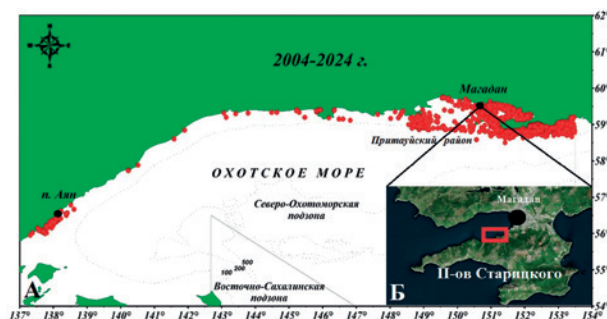 62°
2004-2024 г.
61°
Магадан
60°
59°
Притауйский район
58°
п. Аян
ОХОТСКОЕ МОРЕ
57°
Северо-Охотоморская
подзона
Магадан
56°
500
200
100
П-ов Старицкого
55°
А
Восточно-Сахалинская
подзона
Б
54°
137° 138° 139° 140° 141° 142° 143° 144° 145° 146° 147° 148° 149° 150° 151° 152° 153° 154°